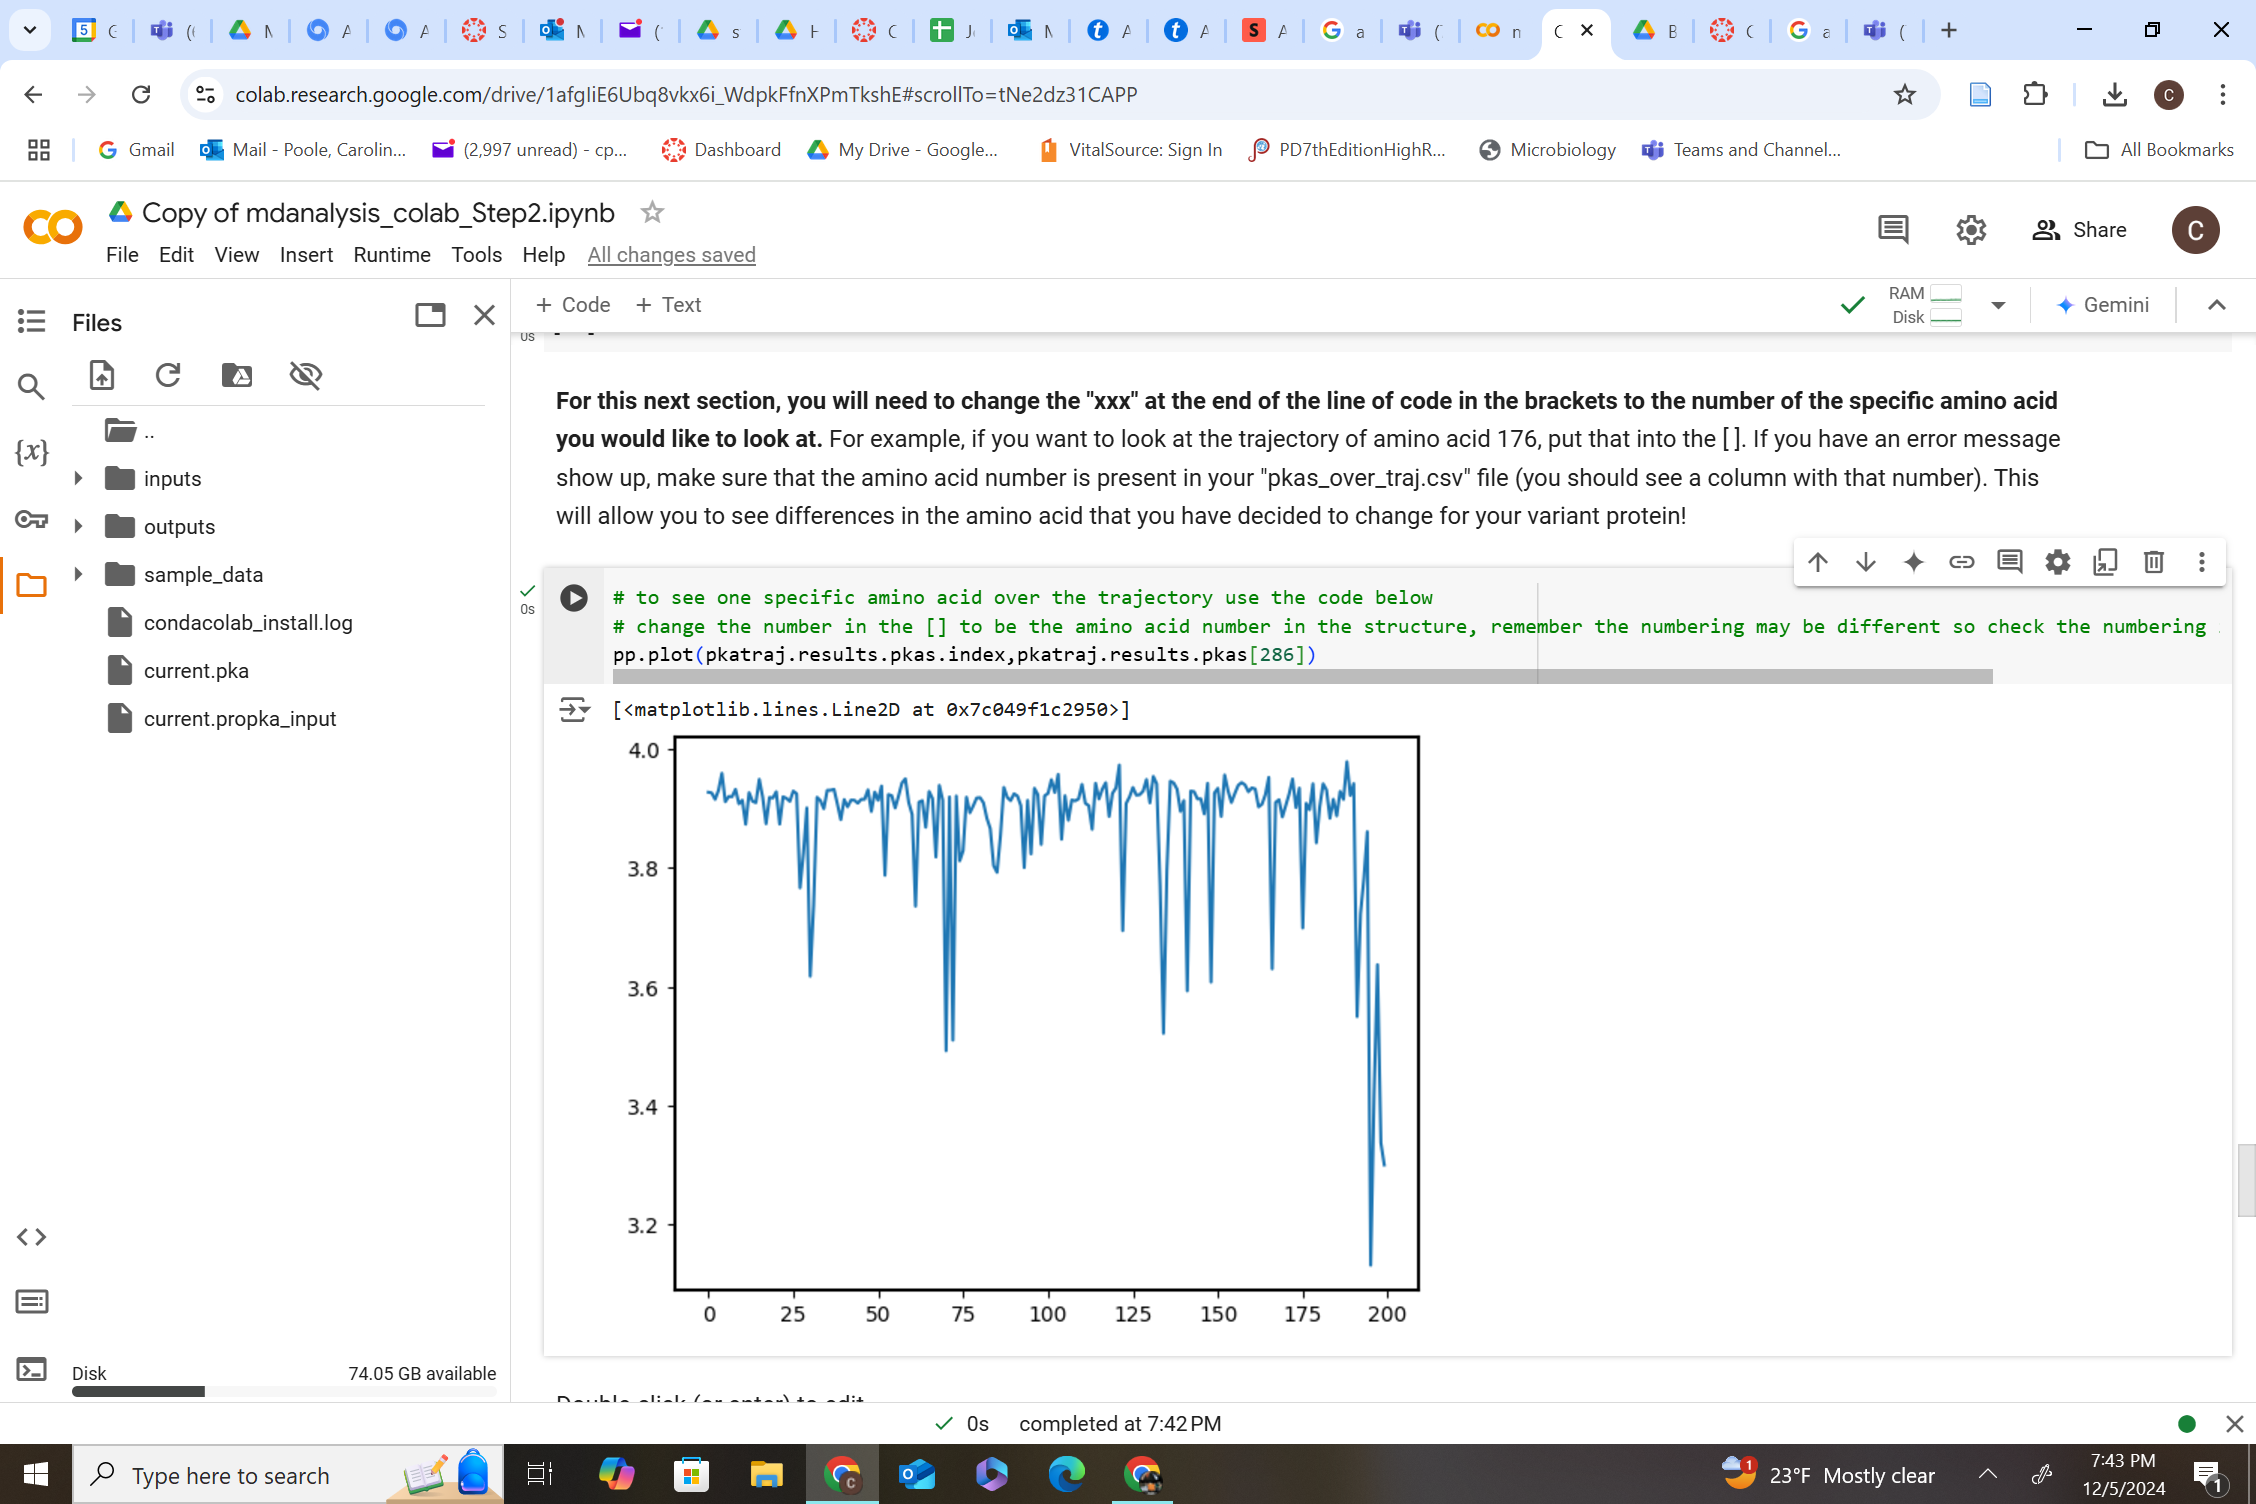 colab.research.google.com/drive/1afgliE6Ubq8vkx6i_WdpkFfnXPmTkshE#scrollTo=tNe2dz31CAPP
Gmail
Mail - Poole, Carolin...
(2,997 unread) - cp...
Dashboard
My Drive - Google...
VitalSource: Sign In
PD7thEditionHighR...
Microbiology
Teams and Channel...
All Bookmarks
Copy of mdanalysis_colab_Step2.ipynb
File Edit View Insert Runtime Tools Help All changes saved
Share
C
Files
+ Code + Text
RAM
Disk
Gemini
..
inputs
outputs
sample_data
condacolab_install.log
current.pka
current.propka_input
Disk 74.05 GB available
0s
For this next section, you will need to change the "xxx" at the end of the line of code in the brackets to the number of the specific amino acid
you would like to look at. For example, if you want to look at the trajectory of amino acid 176, put that into the [ ]. If you have an error message
show up, make sure that the amino acid number is present in your "pkas_over_traj.csv" file (you should see a column with that number). This
will allow you to see differences in the amino acid that you have decided to change for your variant protein!
0s
# to see one specific amino acid over the trajectory use the code below
# change the number in the [] to be the amino acid number in the structure, remember the numbering may be different so check the numbering
pp.plot(pkatraj.results.pkas.index,pkatraj.results.pkas[286])
[<matplotlib.lines.Line2D at 0x7c049f1c2950>]
4.0
3.8
3.6
3.4
3.2
0 25 50 75 100 125 150 175 200
Double-click (or enter) to edit
0s completed at 7:42 PM
Type here to search
23°F Mostly clear
7:43 PM
12/5/2024
1